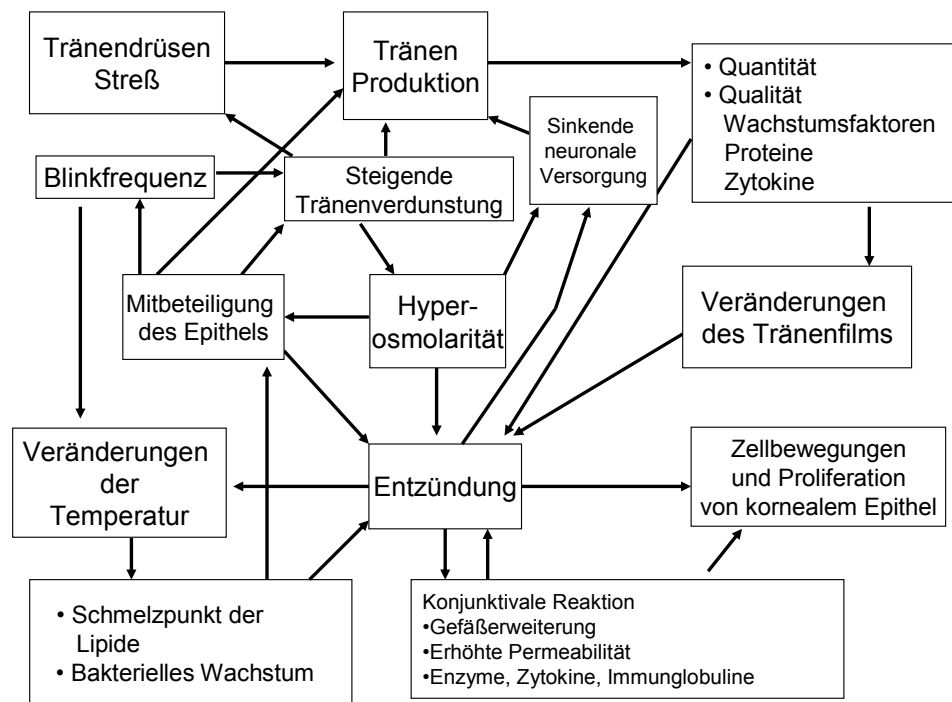 Tränendrüsen
Streß
Tränen
Produktion
• Quantität
• Qualität
Wachstumsfaktoren
Proteine
Zytokine
Sinkende
neuronale
Versorgung
Blinkfrequenz
Steigende
Tränenverdunstung
Mitbeteiligung
des Epithels
Hyper-
osmolarität
Veränderungen
des Tränenfilms
Veränderungen
der
Temperatur
Entzündung
Zellbewegungen
und Proliferation
von kornealem Epithel
• Schmelzpunkt der
Lipide
• Bakterielles Wachstum
Konjunktivale Reaktion
•Gefäßerweiterung
•Erhöhte Permeabilität
•Enzyme, Zytokine, Immunglobuline